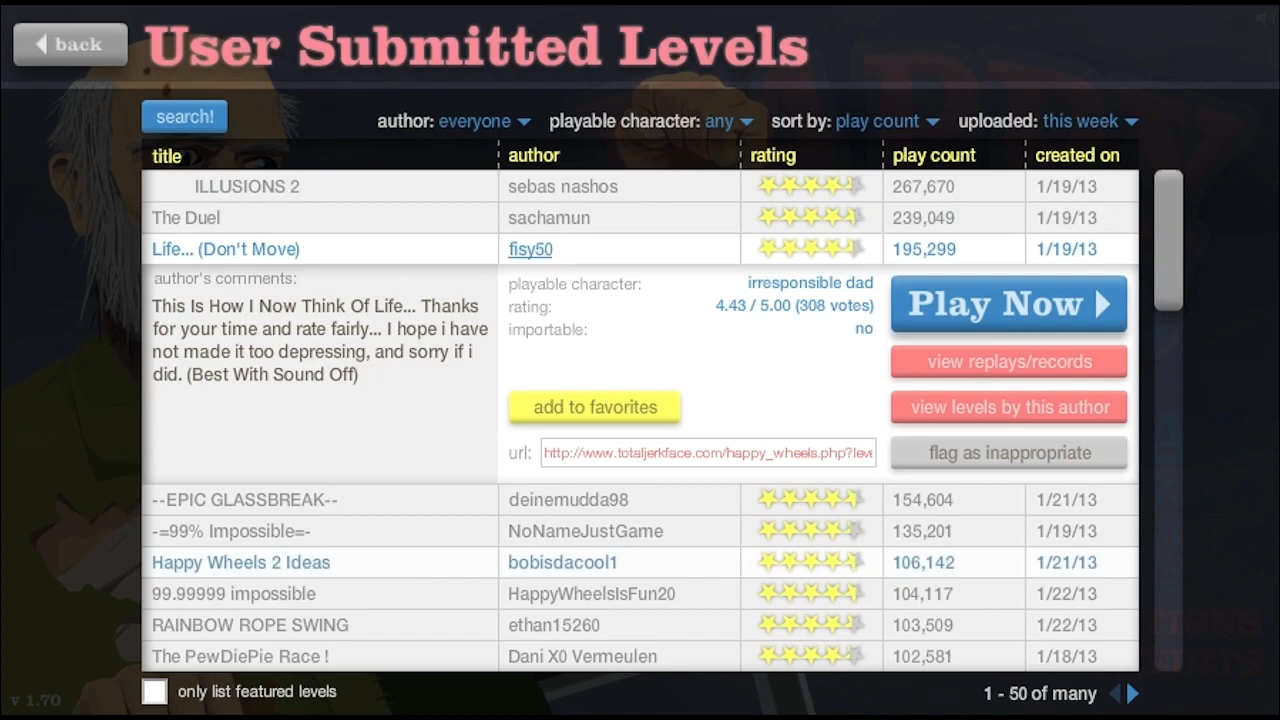 back
User Submitted Levels
search!
author: everyone playable character: any sort by: play count uploaded: this week
title author rating play count created on
ILLUSIONS 2 sebas nashos 267,670 1/19/13
The Duel sachamun 239,049 1/19/13
Life... (Don't Move) fisy50 195,299 1/19/13
author's comments:
This Is How I Now Think Of Life... Thanks
for your time and rate fairly... I hope i have
not made it too depressing, and sorry if i
did. (Best With Sound Off)
playable character: irresponsible dad
rating: 4.43 / 5.00 (308 votes)
importable: no
add to favorites
url: http://www.totaljerkface.com/happy_wheels.php?leve
Play Now
view replays/records
view levels by this author
flag as inappropriate
--EPIC GLASSBREAK-- deinemudda98 154,604 1/21/13
-=99% Impossible=- NoNameJustGame 135,201 1/19/13
Happy Wheels 2 Ideas bobisdacool1 106,142 1/21/13
99.99999 impossible HappyWheelsIsFun20 104,117 1/22/13
RAINBOW ROPE SWING ethan15260 103,509 1/22/13
The PewDiePie Race ! Dani X0 Vermeulen 102,581 1/18/13
only list featured levels
1 - 50 of many
v 1.70